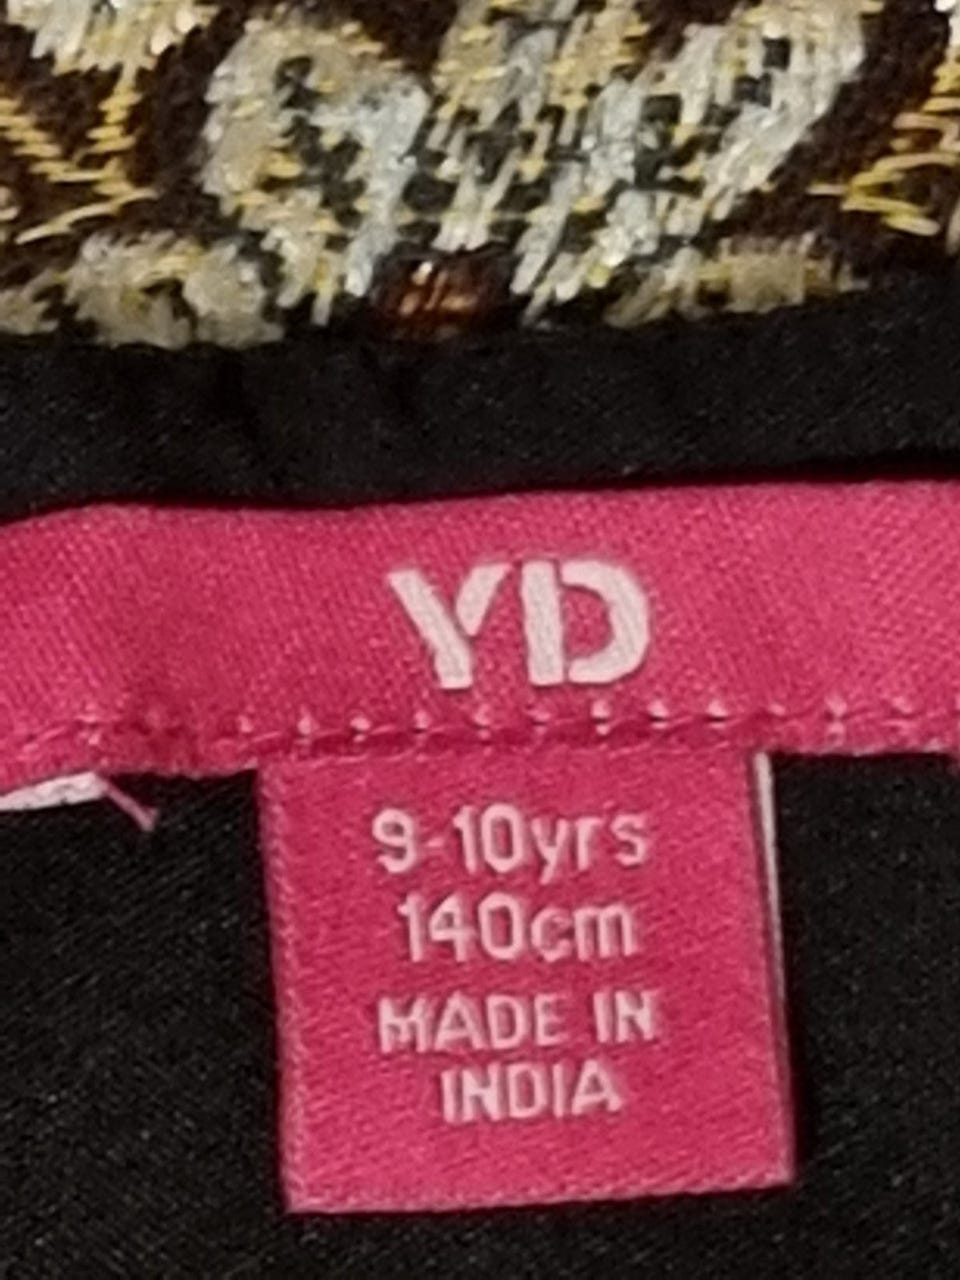 YD
9-10yrs
140cm
MADE IN
INDIA